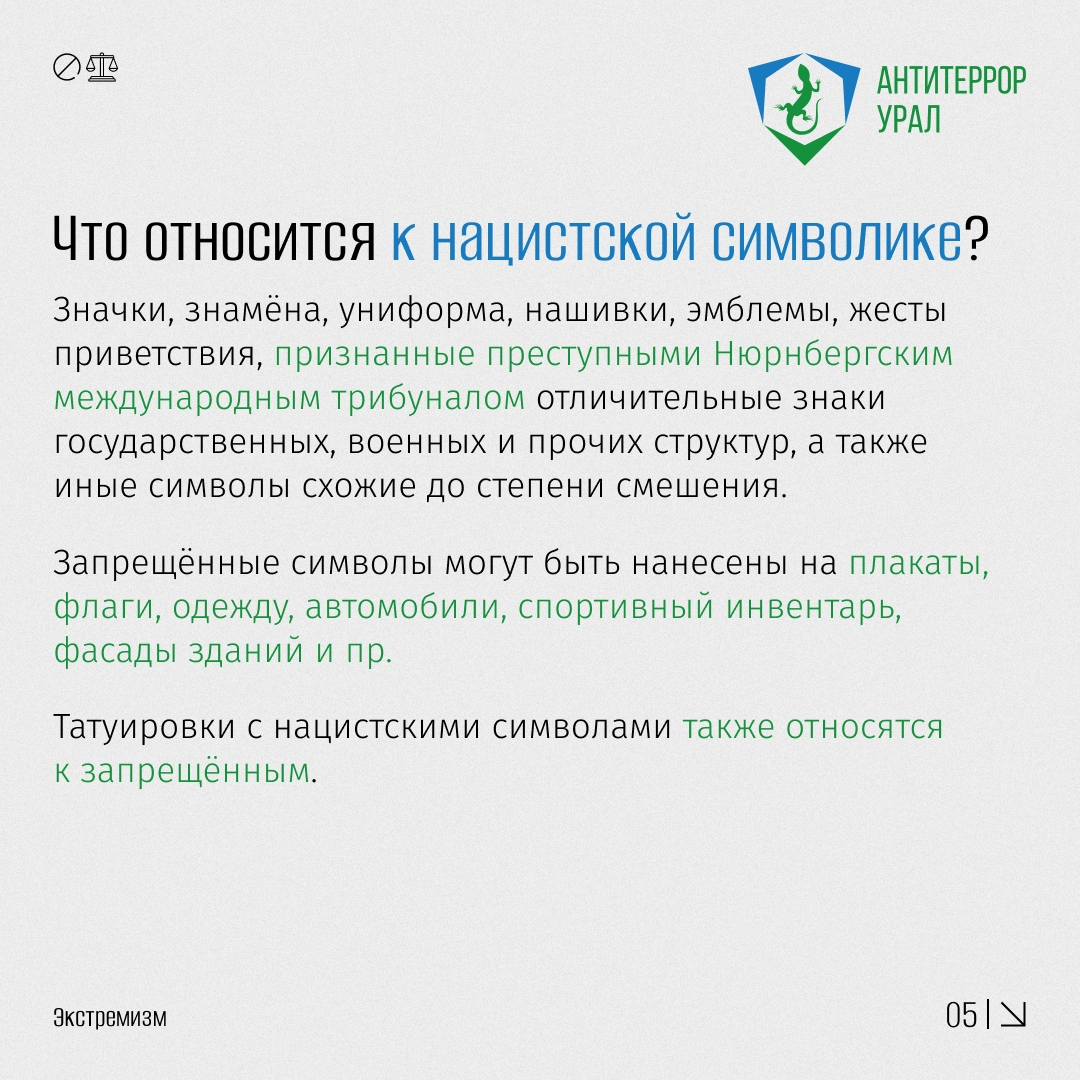 АНТИТЕРРОР
УРАЛ
Что относится к нацистской символике?
Значки, знамёна, униформа, нашивки, эмблемы, жесты
приветствия, признанные преступными Нюрнбергским
международным трибуналом отличительные знаки
государственных, военных и прочих структур, а также
иные символы схожие до степени смешения.
Запрещённые символы могут быть нанесены на плакаты,
флаги, одежду, автомобили, спортивный инвентарь,
фасады зданий и пр.
Татуировки с нацистскими символами также относятся
к запрещённым.
Экстремизм
05 |